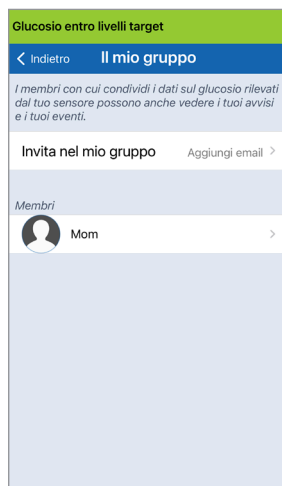 Glucosio entro livelli target
Indietro Il mio gruppo
I membri con cui condividi i dati sul glucosio rilevati
dal tuo sensore possono anche vedere i tuoi avvisi
e i tuoi eventi.
Invita nel mio gruppo Aggiungi email
Membri
Mom